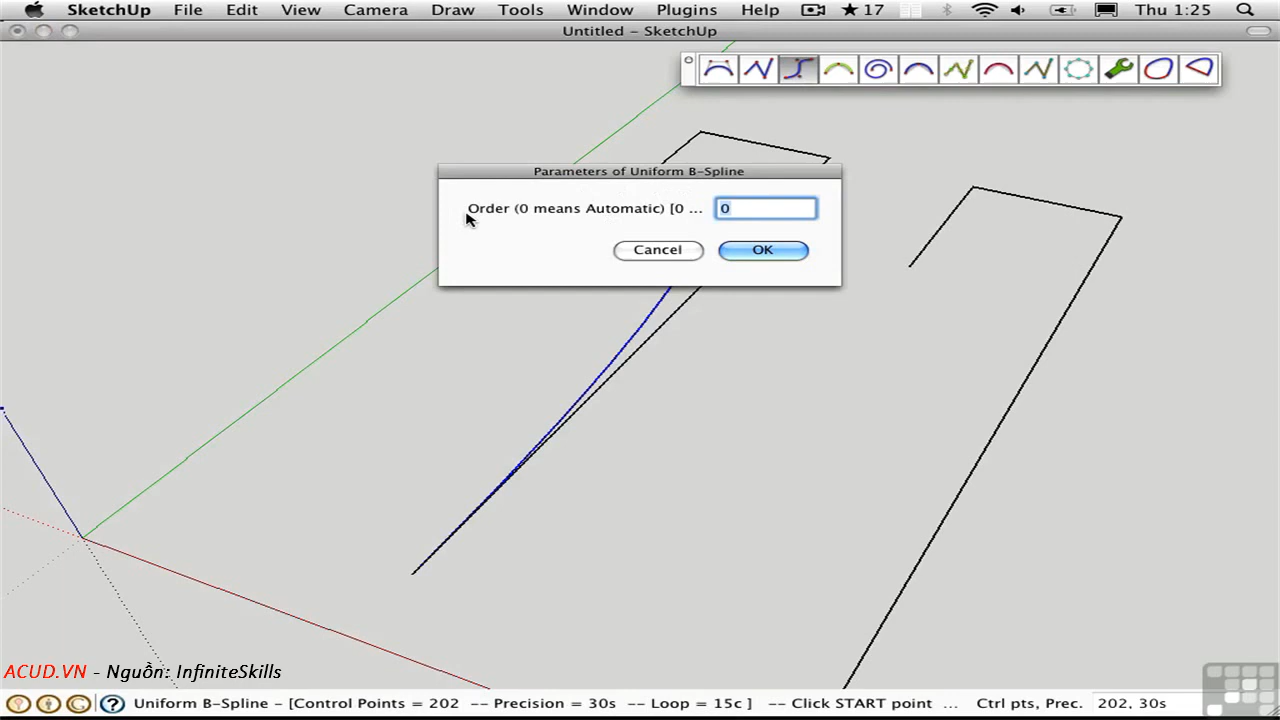 SketchUp File Edit View Camera Draw Tools Window Plugins Help 17 Thu 1:25
Untitled - SketchUp
Parameters of Uniform B-Spline
Order (0 means Automatic) [0 ... 0
Cancel OK
ACUD.VN - Nguồn: InfiniteSkills
Uniform B-Spline - [Control Points = 202 -- Precision = 30s -- Loop = 15c ] -- Click START point ... Ctrl pts, Prec. 202, 30s